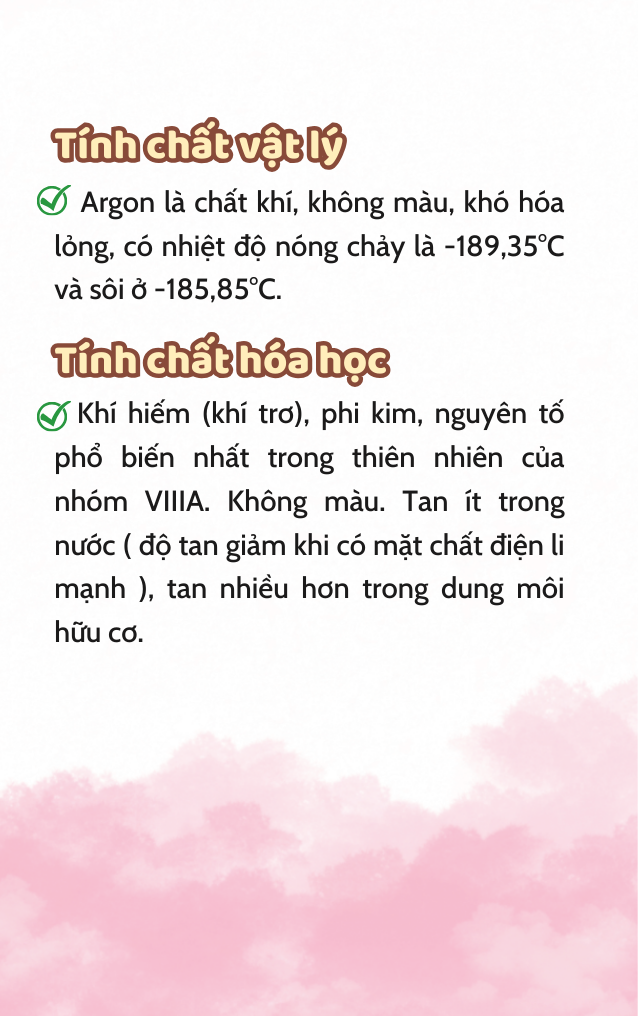 Tính chất vật lý
Argon là chất khí, không màu, khó hóa
lỏng, có nhiệt độ nóng chảy là -189,35°C
và sôi ở -185,85°C.
Tính chất hóa học
Khí hiếm (khí trơ), phi kim, nguyên tố
phổ biến nhất trong thiên nhiên của
nhóm VIIIA. Không màu. Tan ít trong
nước ( độ tan giảm khi có mặt chất điện li
mạnh ), tan nhiều hơn trong dung môi
hữu cơ.